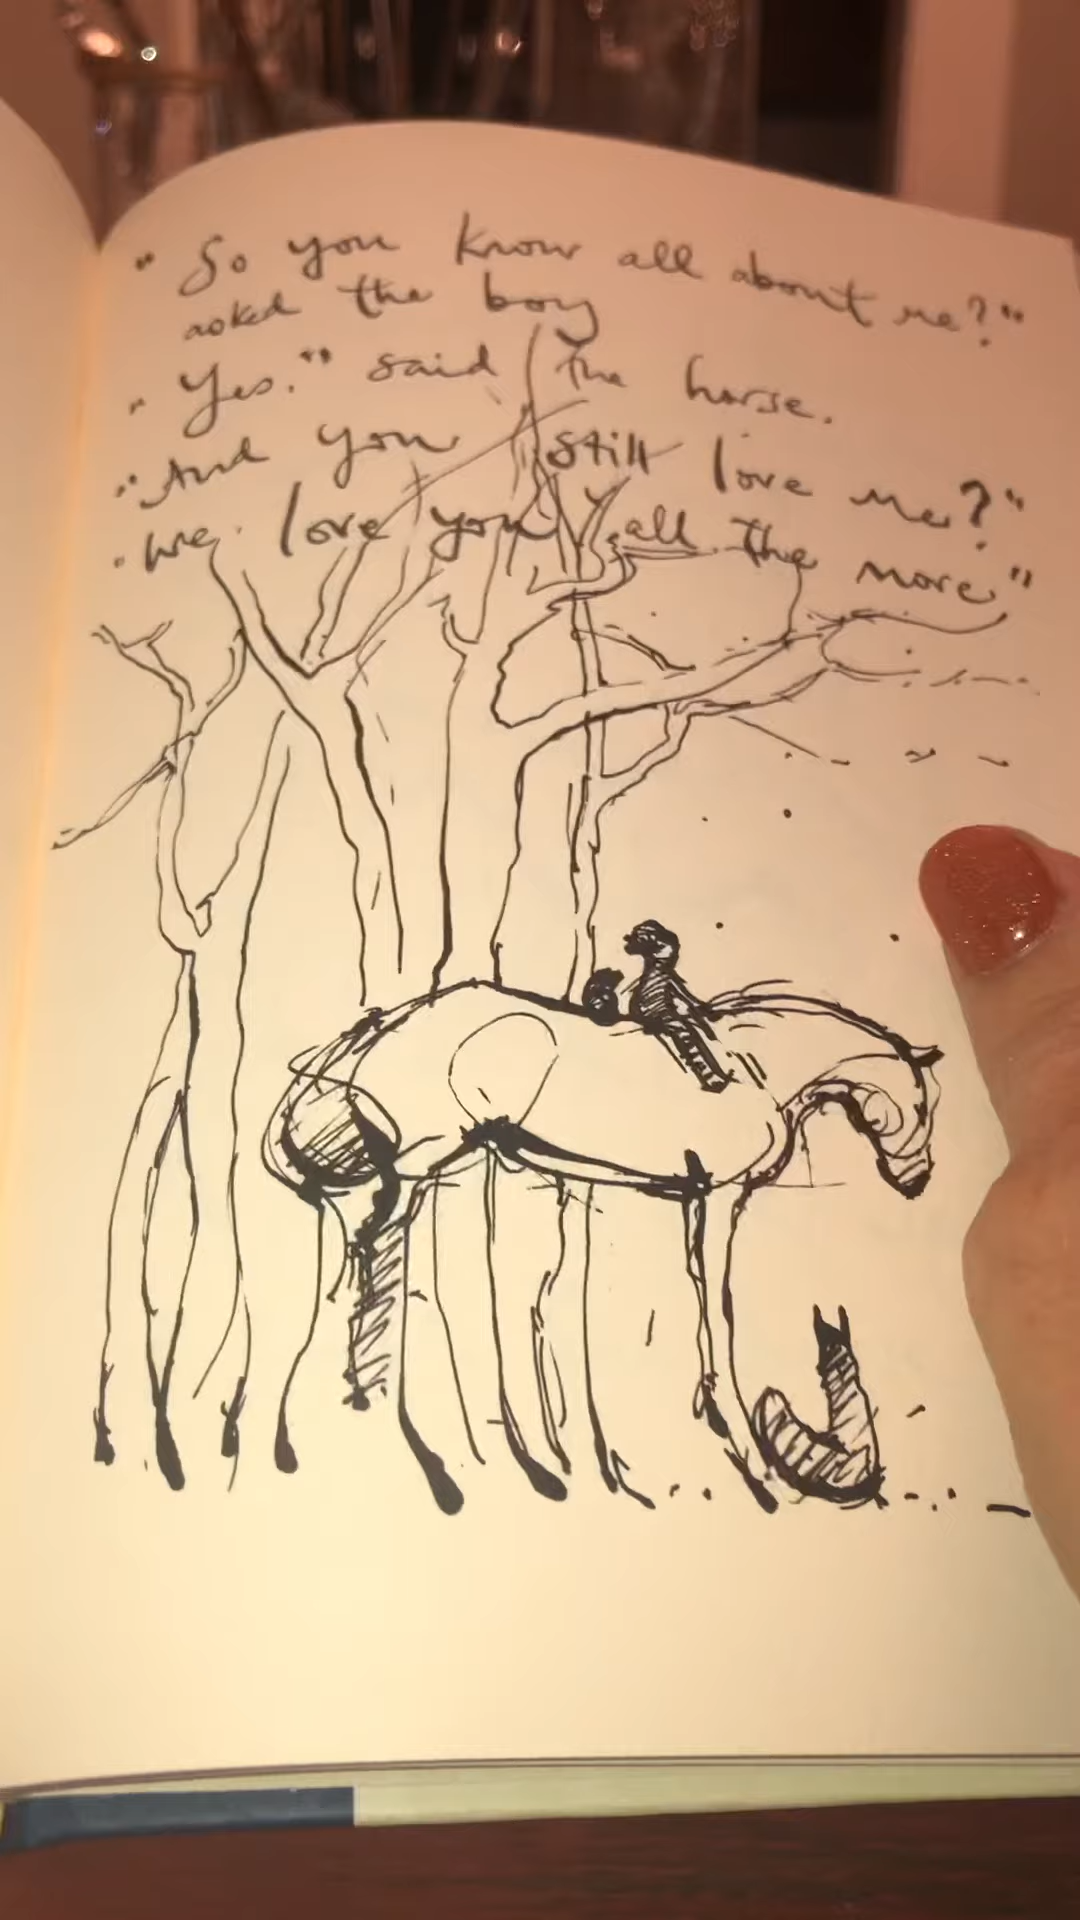 "So you know all about me?"
asked the boy
"Yes." said the horse.
"And you still love me?"
"We love you all the more"